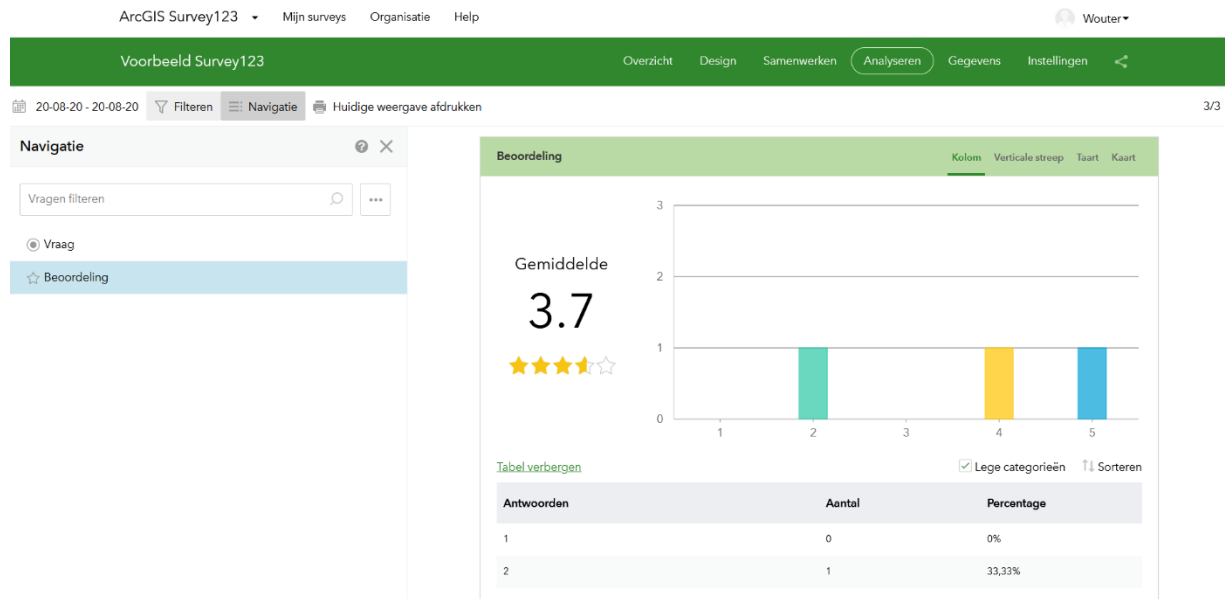 ArcGIS Survey123 Mijn surveys Organisatie Help Wouter
Voorbeeld Survey123 Overzicht Design Samenwerken Analyseren Gegevens Instellingen
20-08-20 - 20-08-20 Filteren Navigatie Huidige weergave afdrukken 3/3
Navigatie
Vragen filteren
Vraag
Beoordeling
Beoordeling Kolom Verticale streep Taart Kaart
Gemiddelde
3.7
3
2
1
0
1 2 3 4 5
Tabel verbergen Lege categorieën Sorteren
Antwoorden Aantal Percentage
1 0 0%
2 1 33,33%